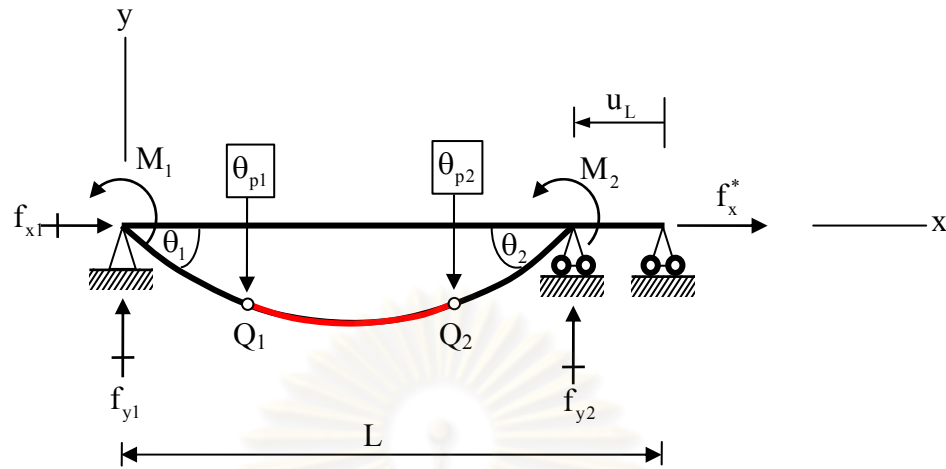 y
u_L
M_1
θ_p1
θ_p2
M_2
f_x^*
f_x1
θ_1
θ_2
x
Q_1
Q_2
f_y1
f_y2
L